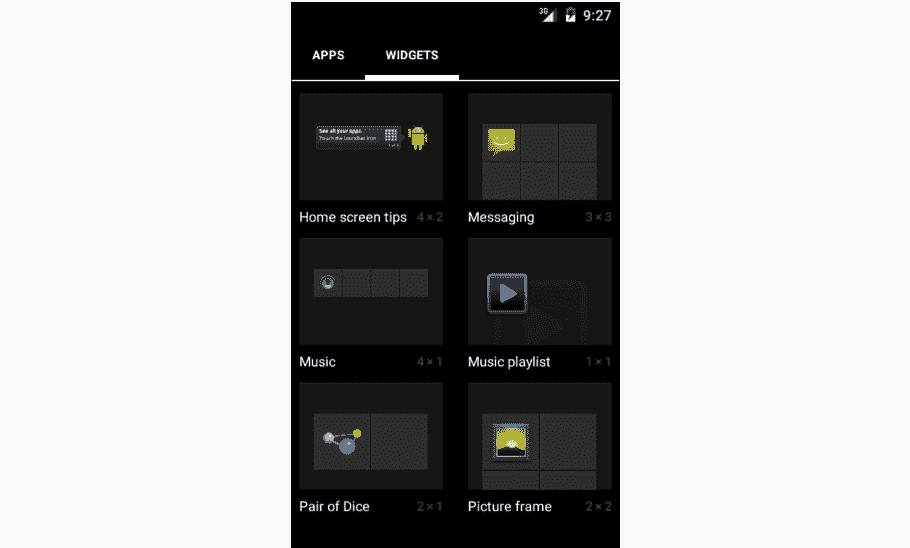 3G 9:27
APPS WIDGETS
See all your apps
Touch the Launcher icon
Home screen tips 4 × 2
Messaging 3 × 3
Music 4 × 1
Music playlist 1 × 1
Pair of Dice 2 × 1
Picture frame 2 × 2